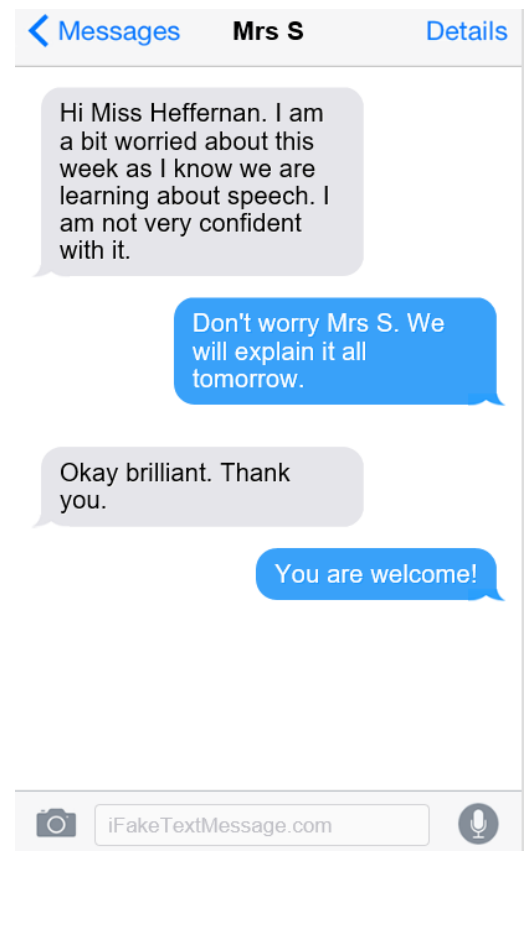 Messages Mrs S Details
Hi Miss Heffernan. I am
a bit worried about this
week as I know we are
learning about speech. I
am not very confident
with it.
Don't worry Mrs S. We
will explain it all
tomorrow.
Okay brilliant. Thank
you.
You are welcome!
iFakeTextMessage.com